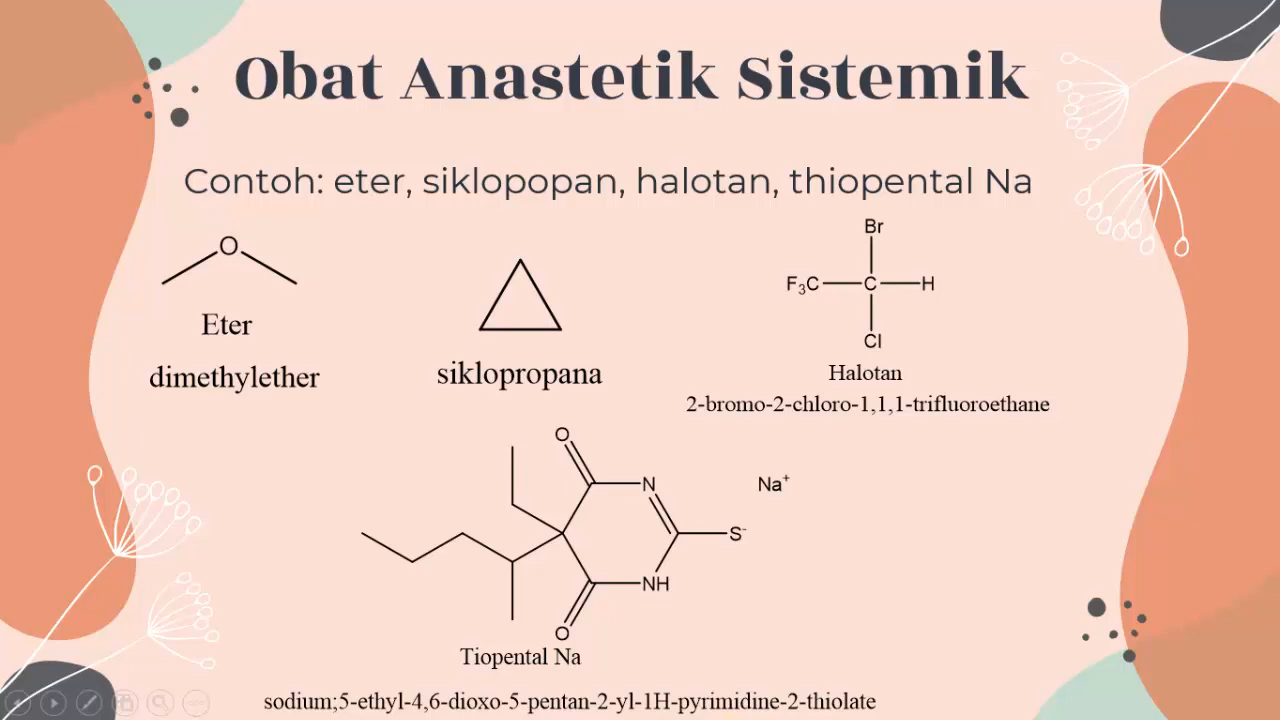 Obat Anastetik Sistemik
Contoh: eter, siklopopan, halotan, thiopental Na
O
Eter
dimethylether
siklopropana
Br
F3C C H
Cl
Halotan
2-bromo-2-chloro-1,1,1-trifluoroethane
O
N
Na+
S-
NH
O
Tiopental Na
sodium;5-ethyl-4,6-dioxo-5-pentan-2-yl-1H-pyrimidine-2-thiolate